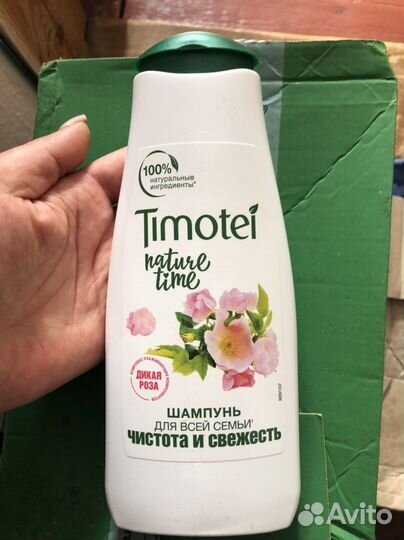 100%
натуральные
ингредиенты*
Timotei
nature
time
ДИКАЯ
РОЗА
ШАМПУНЬ
ДЛЯ ВСЕЙ СЕМЬИ¹
ЧИСТОТА И СВЕЖЕСТЬ
Avito